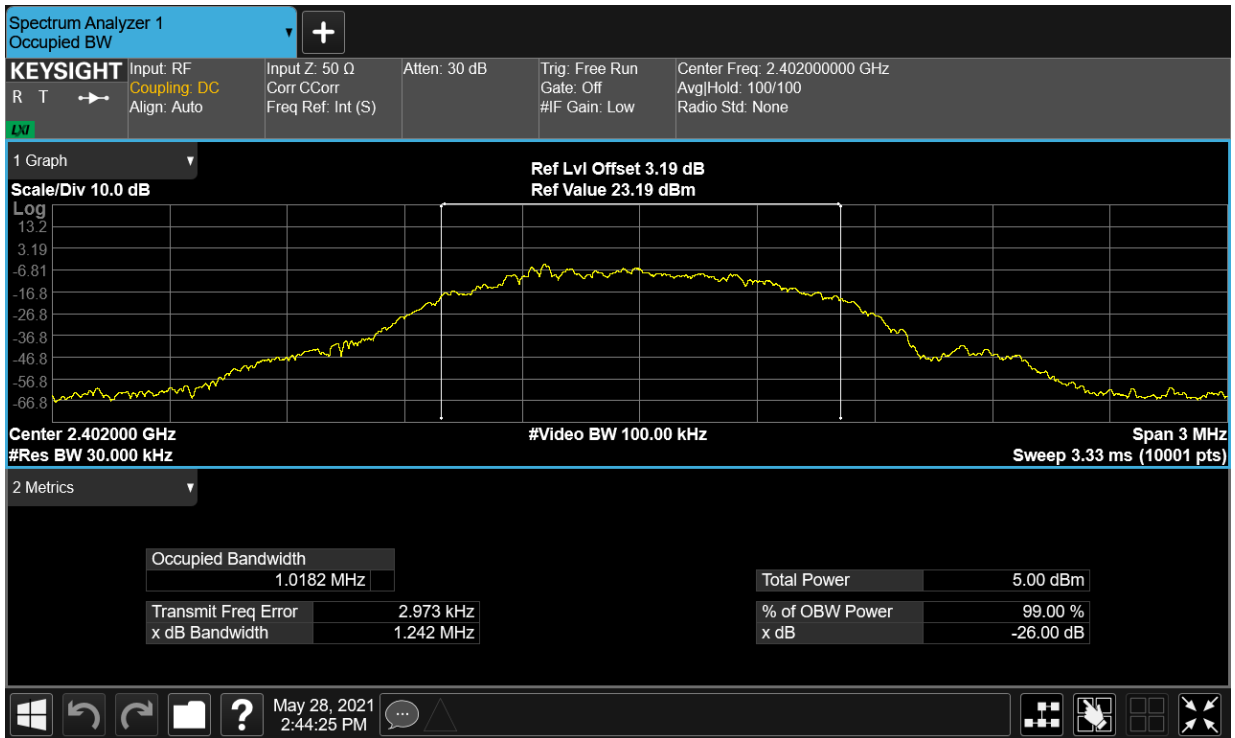 Spectrum Analyzer 1
Occupied BW
▼
+
KEYSIGHT
R T
LXI
Input: RF
Coupling: DC
Align: Auto
Input Z: 50 Ω
Corr CCorr
Freq Ref: Int (S)
Atten: 30 dB
Trig: Free Run
Gate: Off
#IF Gain: Low
Center Freq: 2.402000000 GHz
Avg|Hold: 100/100
Radio Std: None
1 Graph
▼
Ref Lvl Offset 3.19 dB
Scale/Div 10.0 dB
Ref Value 23.19 dBm
Log
13.2
3.19
-6.81
-16.8
-26.8
-36.8
-46.8
-56.8
-66.8
Center 2.402000 GHz
#Video BW 100.00 kHz
Span 3 MHz
#Res BW 30.000 kHz
Sweep 3.33 ms (10001 pts)
2 Metrics
▼
Occupied Bandwidth
1.0182 MHz
Total Power 5.00 dBm
Transmit Freq Error 2.973 kHz
% of OBW Power 99.00 %
x dB Bandwidth 1.242 MHz
x dB -26.00 dB
?
May 28, 2021
2:44:25 PM